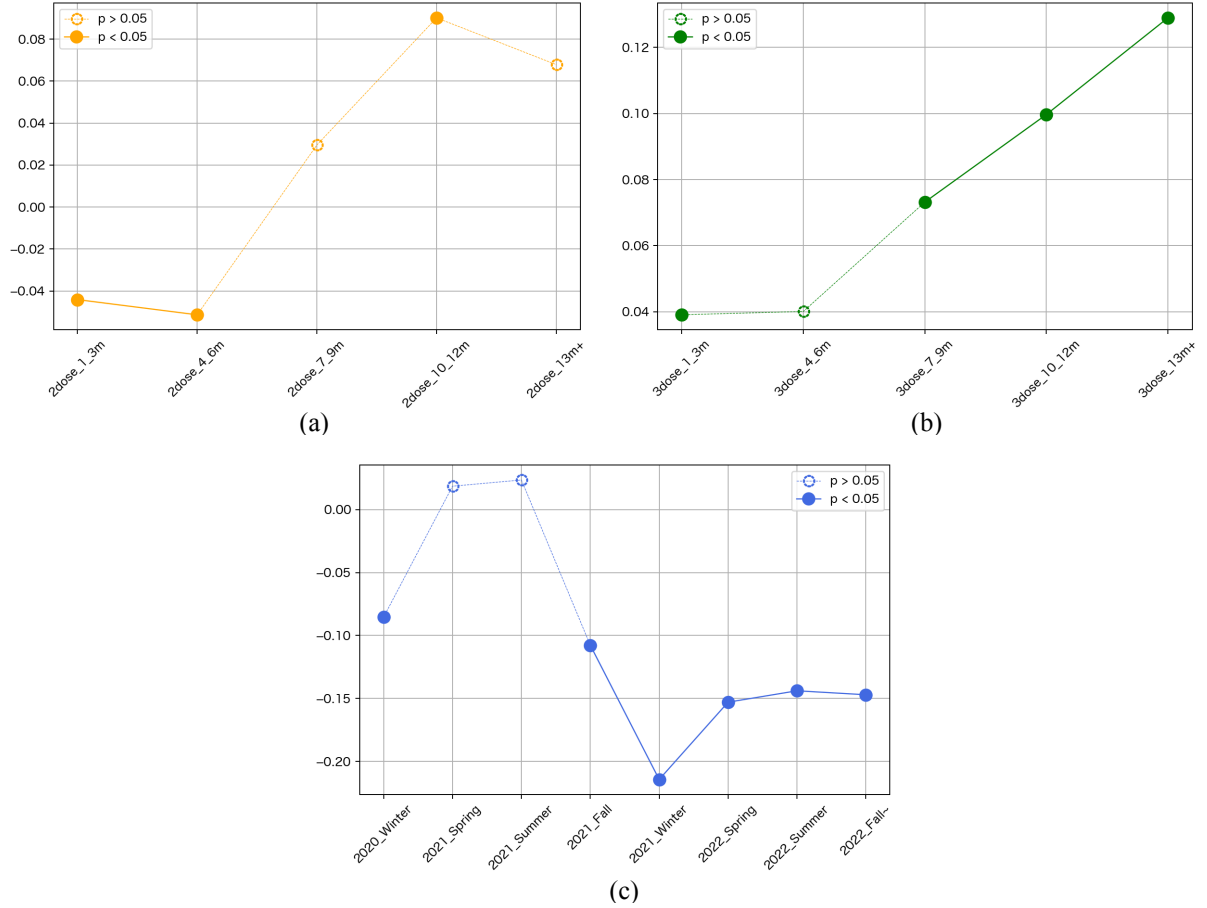 p > 0.05
p < 0.05
0.08
0.06
0.04
0.02
0.00
−0.02
−0.04
2dose_1_3m
2dose_4_6m
2dose_7_9m
2dose_10_12m
2dose_13m+
(a)
p > 0.05
p < 0.05
0.12
0.10
0.08
0.06
0.04
3dose_1_3m
3dose_4_6m
3dose_7_9m
3dose_10_12m
3dose_13m+
(b)
p > 0.05
p < 0.05
0.00
−0.05
−0.10
−0.15
−0.20
2020_Winter
2021_Spring
2021_Summer
2021_Fall
2021_Winter
2022_Spring
2022_Summer
2022_Fall~
(c)